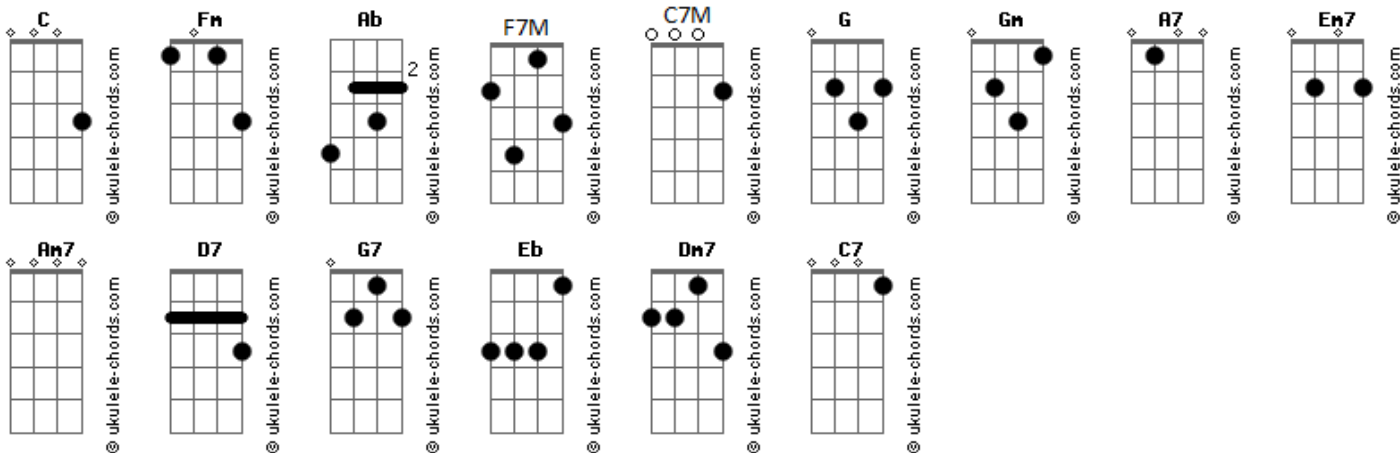 C Fm Ab F7M C7M G Gm A7 Em7
2
© ukulele-chords.com © ukulele-chords.com © ukulele-chords.com © ukulele-chords.com © ukulele-chords.com © ukulele-chords.com © ukulele-chords.com © ukulele-chords.com © ukulele-chords.com
Am7 D7 G7 Eb Dm7 C7
© ukulele-chords.com © ukulele-chords.com © ukulele-chords.com © ukulele-chords.com © ukulele-chords.com © ukulele-chords.com